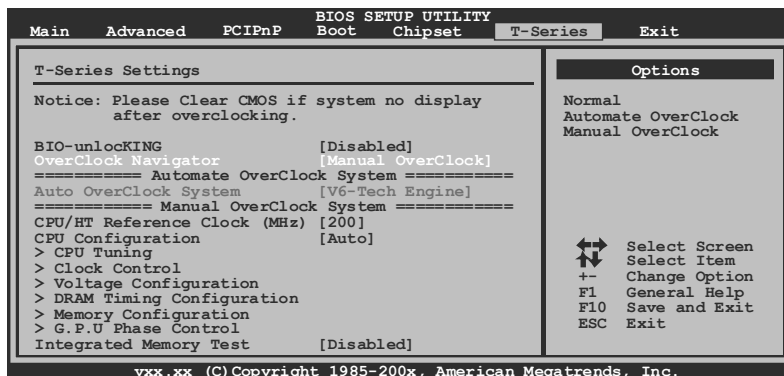 BIOS SETUP UTILITY
Main Advanced PCIPnP Boot Chipset T-Series Exit
T-Series Settings
Notice: Please Clear CMOS if system no display
after overclocking.
BIO-unlocKING [Disabled]
OverClock Navigator [Manual OverClock]
=========== Automate OverClock System ===========
Auto OverClock System [V6-Tech Engine]
=========== Manual OverClock System ===========
CPU/HT Reference Clock (MHz) [200]
CPU Configuration [Auto]
> CPU Tuning
> Clock Control
> Voltage Configuration
> DRAM Timing Configuration
> Memory Configuration
> G.P.U Phase Control
Integrated Memory Test [Disabled]
Options
Normal
Automate OverClock
Manual OverClock
Select Screen
Select Item
+- Change Option
F1 General Help
F10 Save and Exit
ESC Exit
vxx.xx (C)Copyright 1985-200x, American Megatrends, Inc.